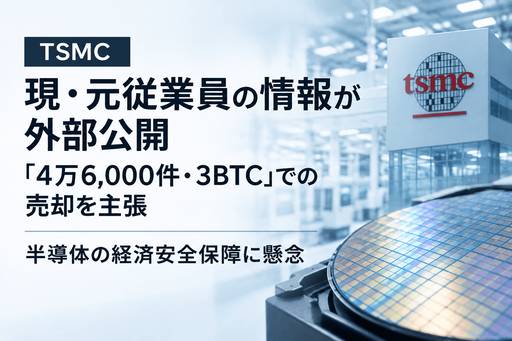 TSMC
現・元従業員の情報が
外部公開
「4万6,000件・3BTC」での
売却を主張
半導体の経済安全保障に懸念
tsmc